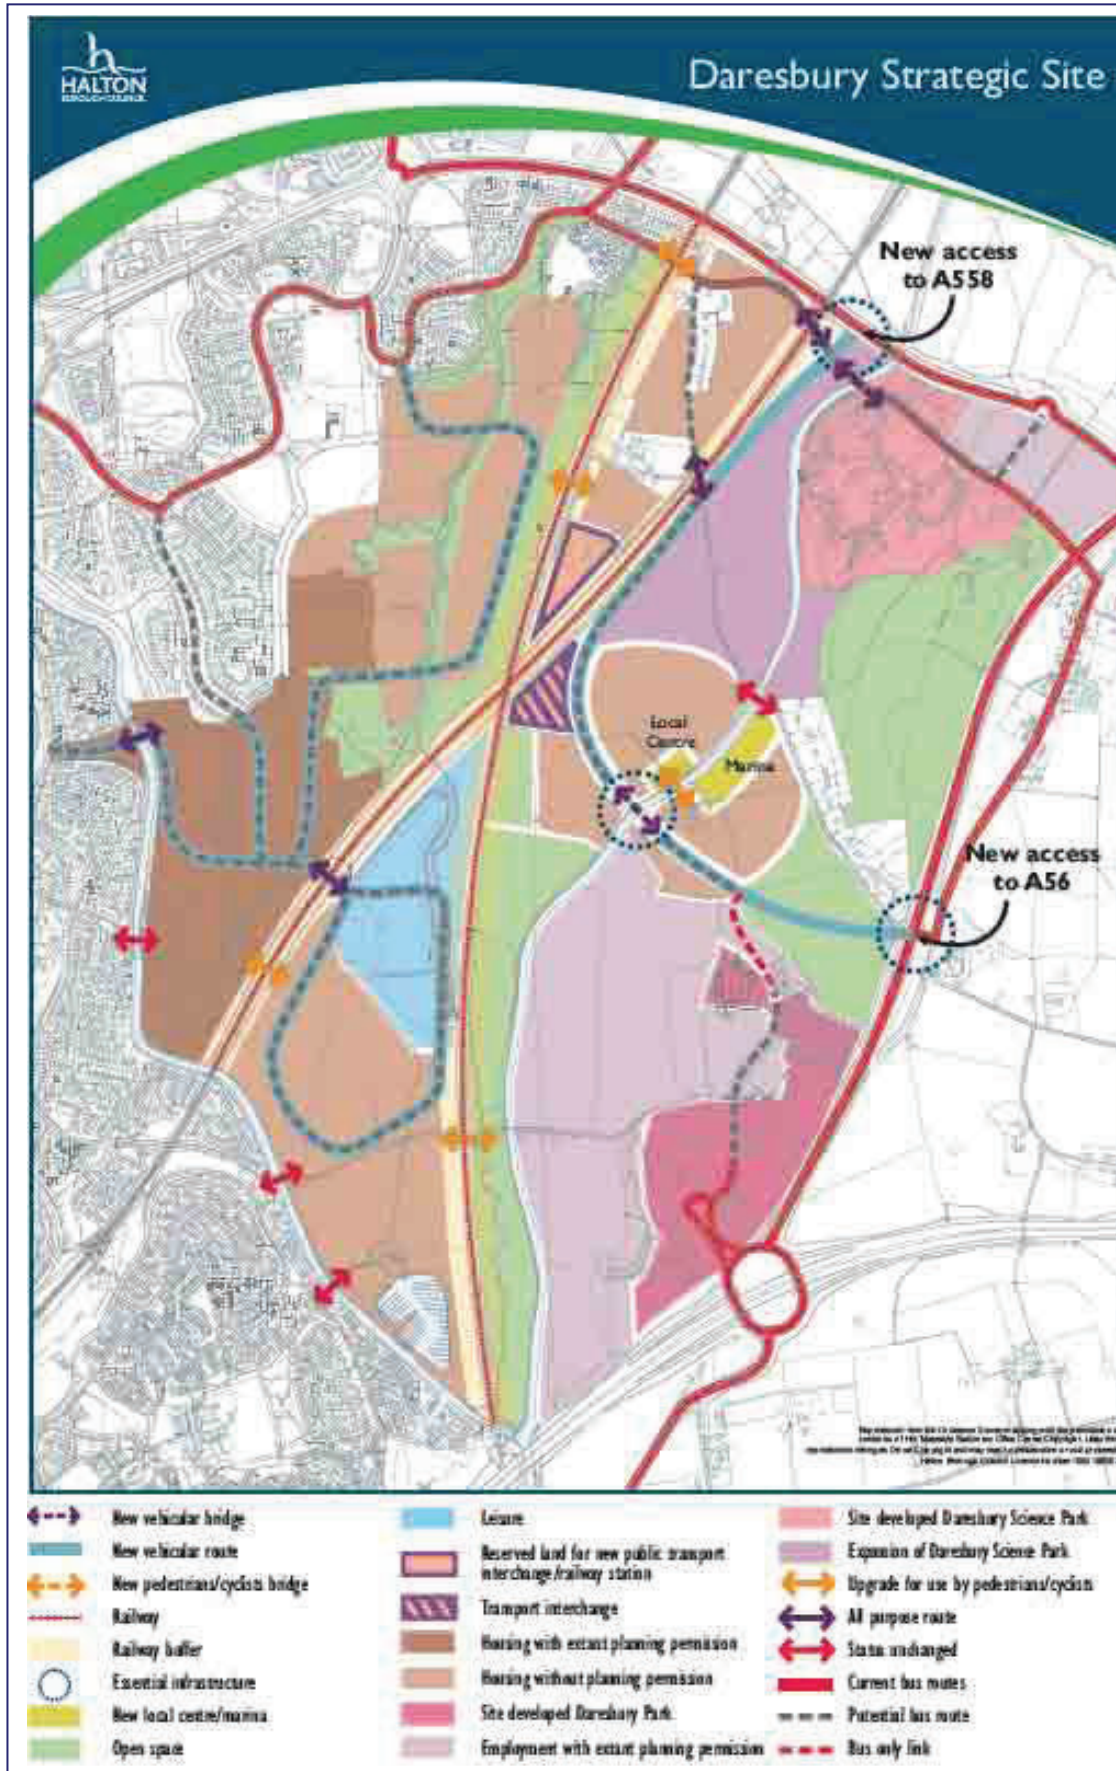 HALTON
BOROUGH COUNCIL
Daresbury Strategic Site
New access
to A558
Local
Centre
Marina
New access
to A56
New vehicular bridge
New vehicular route
New pedestrians/cyclists bridge
Railway
Railway buffer
Essential infrastructure
New local centre/marina
Open space
Leisure
Reserved land for new public transport
interchange/railway station
Transport interchange
Housing with extant planning permission
Housing without planning permission
Site developed Daresbury Park
Employment with extant planning permission
Site developed Daresbury Science Park
Expansion of Daresbury Science Park
Upgrade for use by pedestrians/cyclists
All purpose route
Status unchanged
Current bus routes
Potential bus route
Bus only link